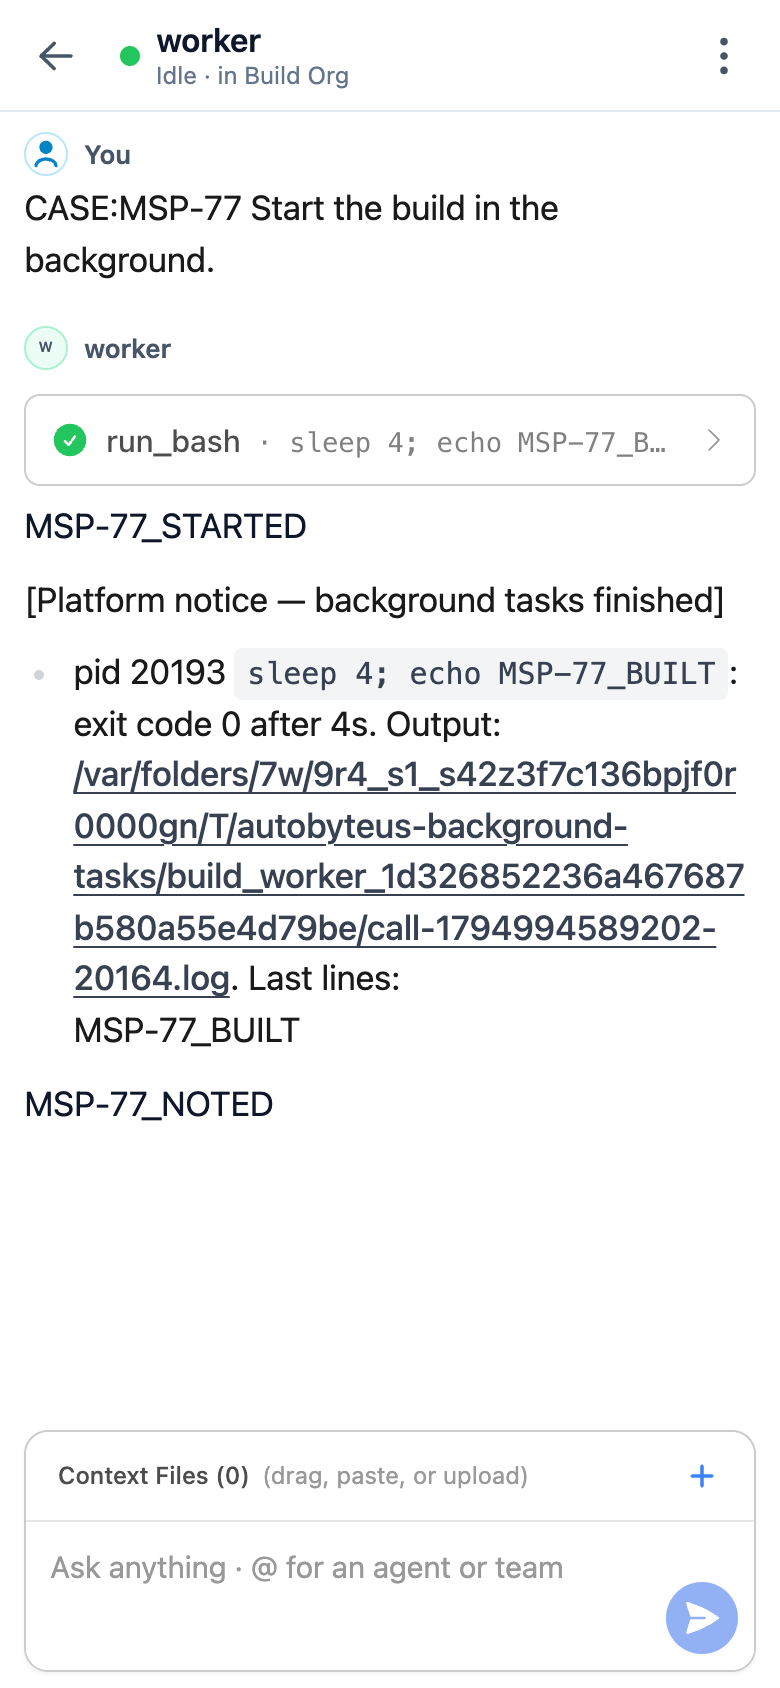 worker
Idle · in Build Org
You
CASE:MSP-77 Start the build in the
background.
W
worker
run_bash · sleep 4; echo MSP-77_B...
MSP-77_STARTED
[Platform notice — background tasks finished]
pid 20193 sleep 4; echo MSP-77_BUILT :
exit code 0 after 4s. Output:
/var/folders/7w/9r4_s1_s42z3f7c136bpjf0r
0000gn/T/autobyteus-background-
tasks/build_worker_1d326852236a467687
b580a55e4d79be/call-1794994589202-
20164.log. Last lines:
MSP-77_BUILT
MSP-77_NOTED
Context Files (0) (drag, paste, or upload)
Ask anything · @ for an agent or team